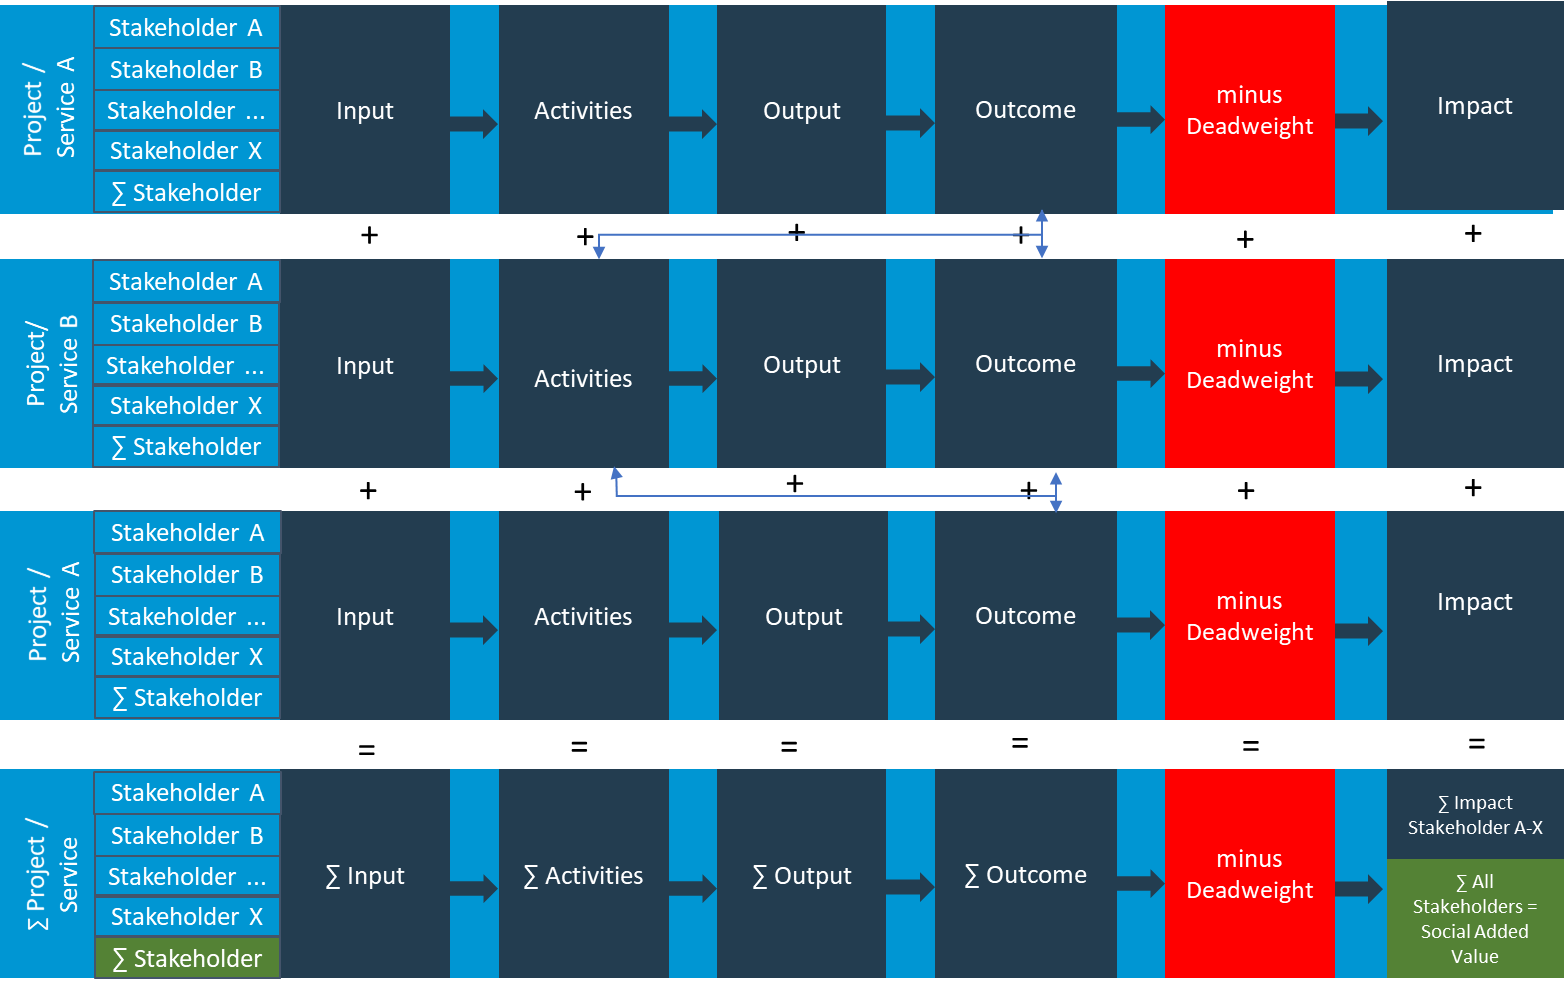 Project /
Service A
Stakeholder A
Stakeholder B
Stakeholder ...
Stakeholder X
∑ Stakeholder
Input
Activities
Output
Outcome
minus
Deadweight
Impact
+
+
+
+
+
+
Project/
Service B
Stakeholder A
Stakeholder B
Stakeholder ...
Stakeholder X
∑ Stakeholder
Input
Activities
Output
Outcome
minus
Deadweight
Impact
+
+
+
+
+
+
Project /
Service A
Stakeholder A
Stakeholder B
Stakeholder ...
Stakeholder X
∑ Stakeholder
Input
Activities
Output
Outcome
minus
Deadweight
Impact
=
=
=
=
=
=
∑ Project /
Service
Stakeholder A
Stakeholder B
Stakeholder ...
Stakeholder X
∑ Stakeholder
∑ Input
∑ Activities
∑ Output
∑ Outcome
minus
Deadweight
∑ Impact
Stakeholder A-X
∑ All
Stakeholders =
Social Added
Value